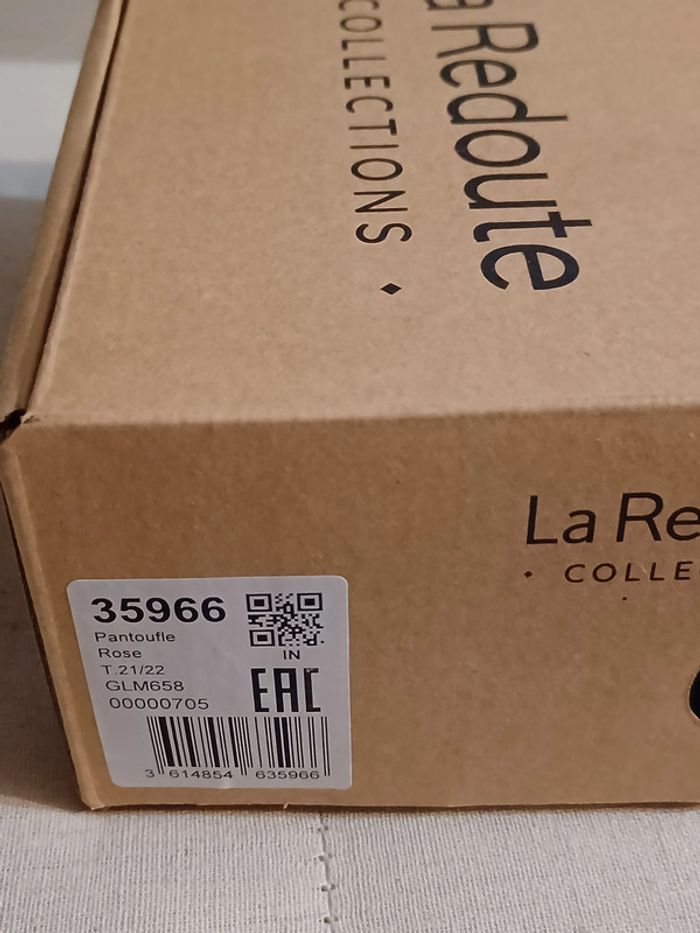 a Redoute
COLLECTIONS ♦
La Re
♦ COLLE
35966
Pantoufle
Rose
T.21/22
GLM658
00000705
IN
EAC
3 614854 635966